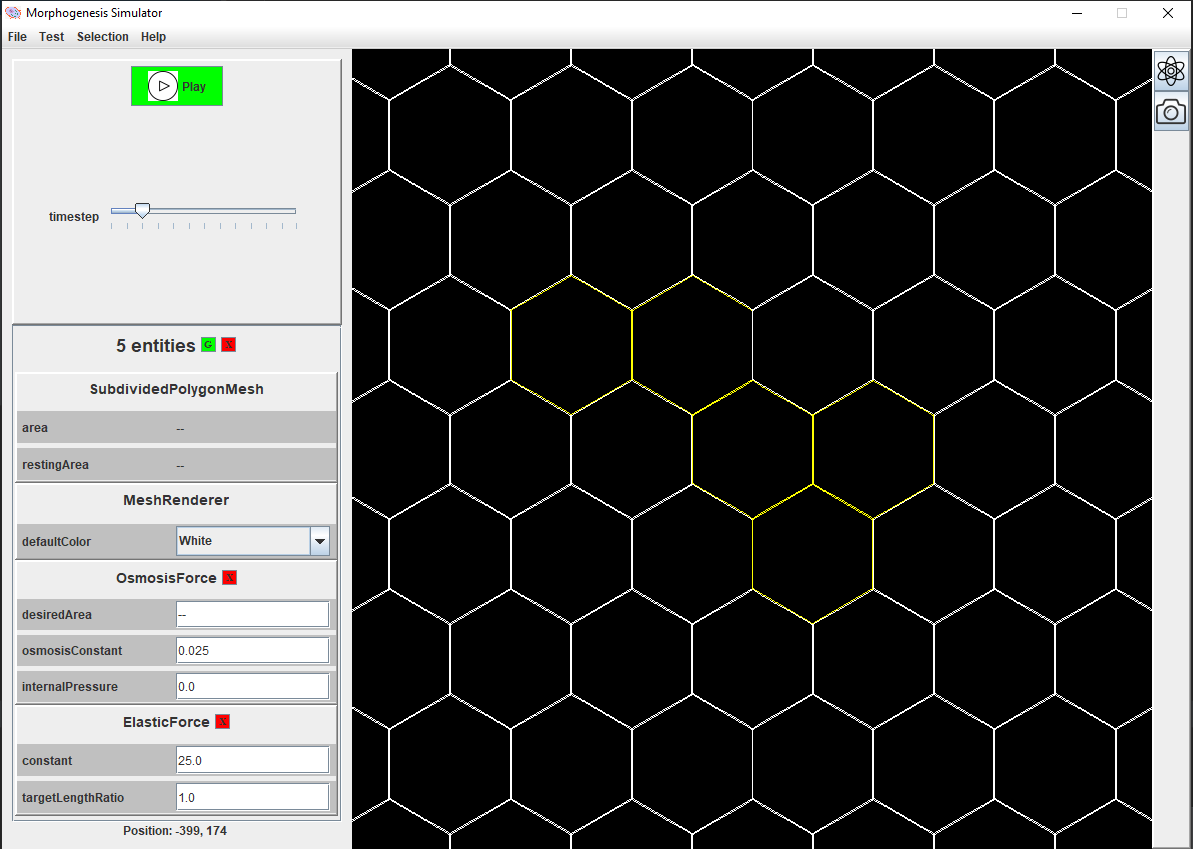 Morphogenesis Simulator
File Test Selection Help
Play
timestep
5 entities G X
SubdividedPolygonMesh
area --
restingArea --
MeshRenderer
defaultColor White
OsmosisForce X
desiredArea --
osmosisConstant 0.025
internalPressure 0.0
ElasticForce X
constant 25.0
targetLengthRatio 1.0
Position: -399, 174